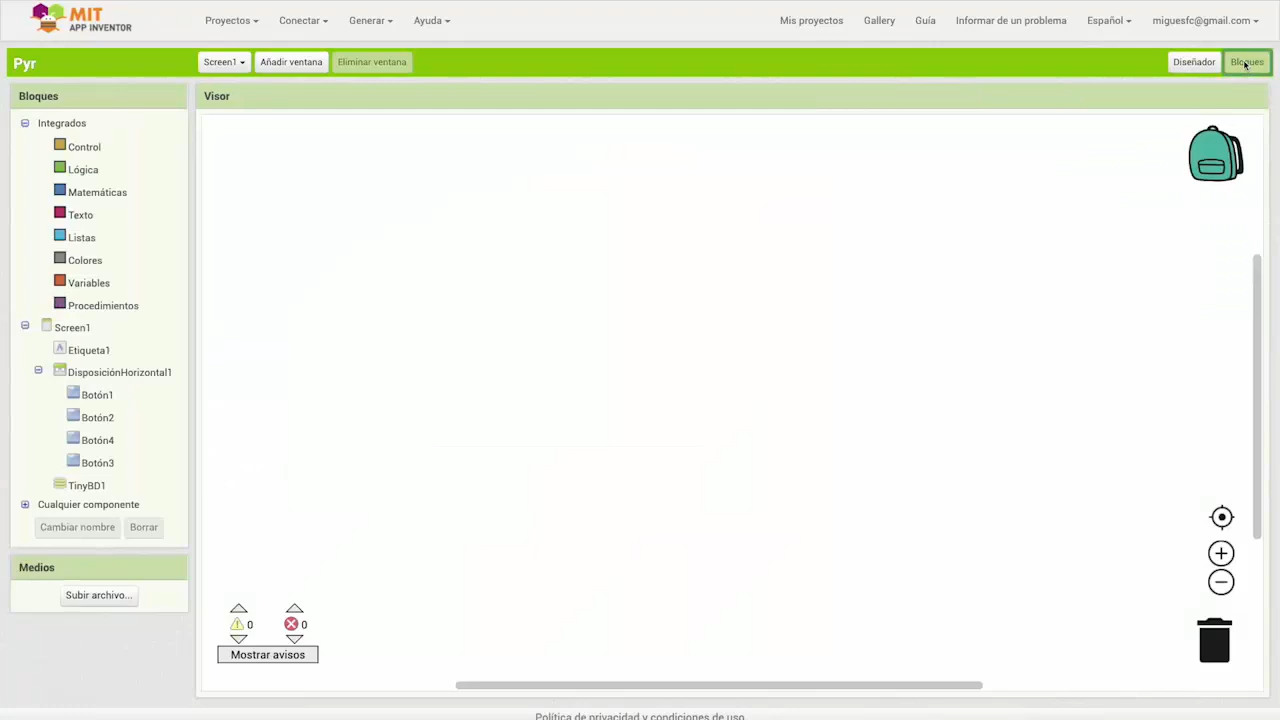 MIT
APP INVENTOR
Proyectos
Conectar
Generar
Ayuda
Mis proyectos
Gallery
Guía
Informar de un problema
Español
miguesfc@gmail.com
Pyr
Screen1
Añadir ventana
Eliminar ventana
Diseñador
Bloques
Bloques
Visor
Integrados
Control
Lógica
Matemáticas
Texto
Listas
Colores
Variables
Procedimientos
Screen1
A
Etiqueta1
DisposiciónHorizontal1
Botón1
Botón2
Botón4
Botón3
TinyBD1
Cualquier componente
Cambiar nombre
Borrar
Medios
Subir archivo...
0
0
Mostrar avisos
Política de privacidad y condiciones de uso